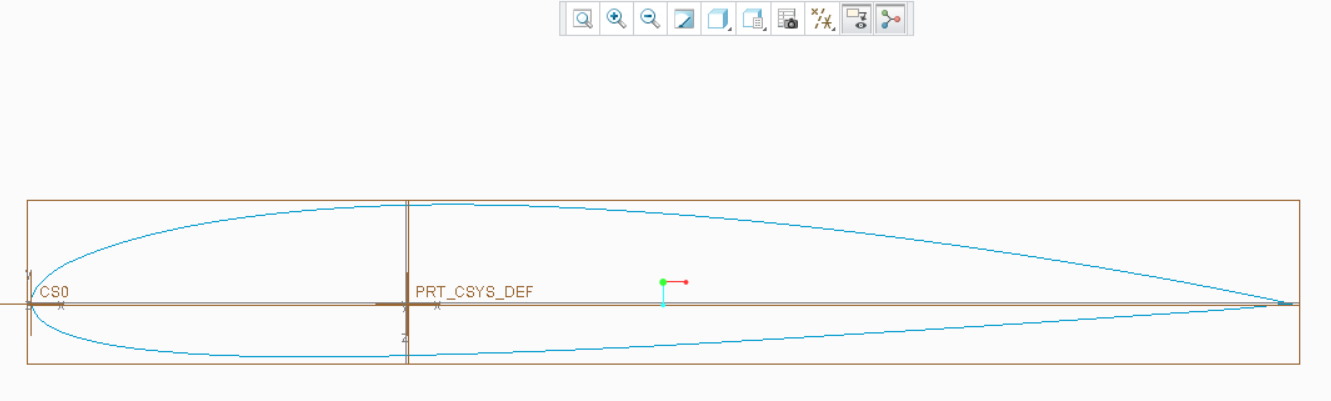 Y
CS0
X
PRT_CSYS_DEF
X
Z